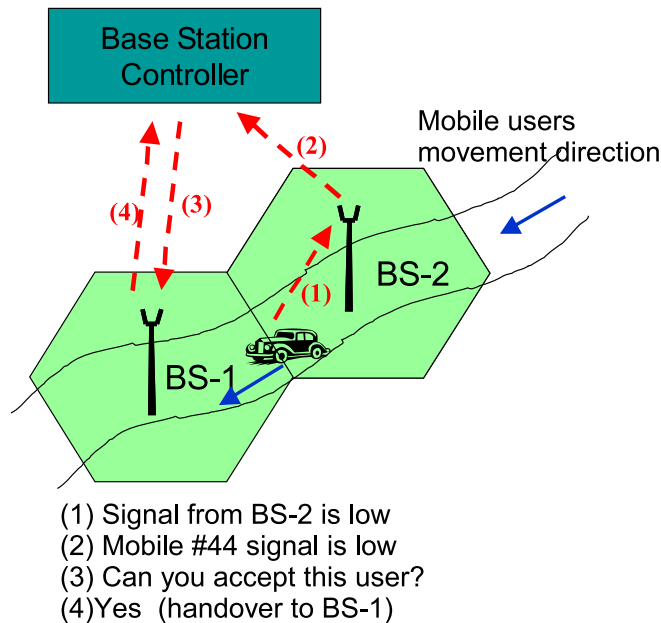 Base Station
Controller
Mobile users
movement direction
(2)
(4)
(3)
(1)
BS-2
BS-1
(1) Signal from BS-2 is low
(2) Mobile #44 signal is low
(3) Can you accept this user?
(4)Yes (handover to BS-1)